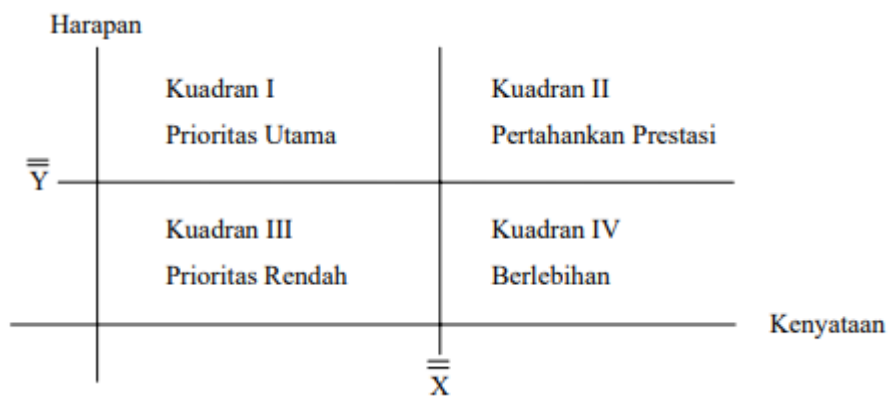 Harapan
Kuadran I
Prioritas Utama
Kuadran II
Pertahankan Prestasi
Y
Kuadran III
Prioritas Rendah
Kuadran IV
Berlebihan
Kenyataan
X